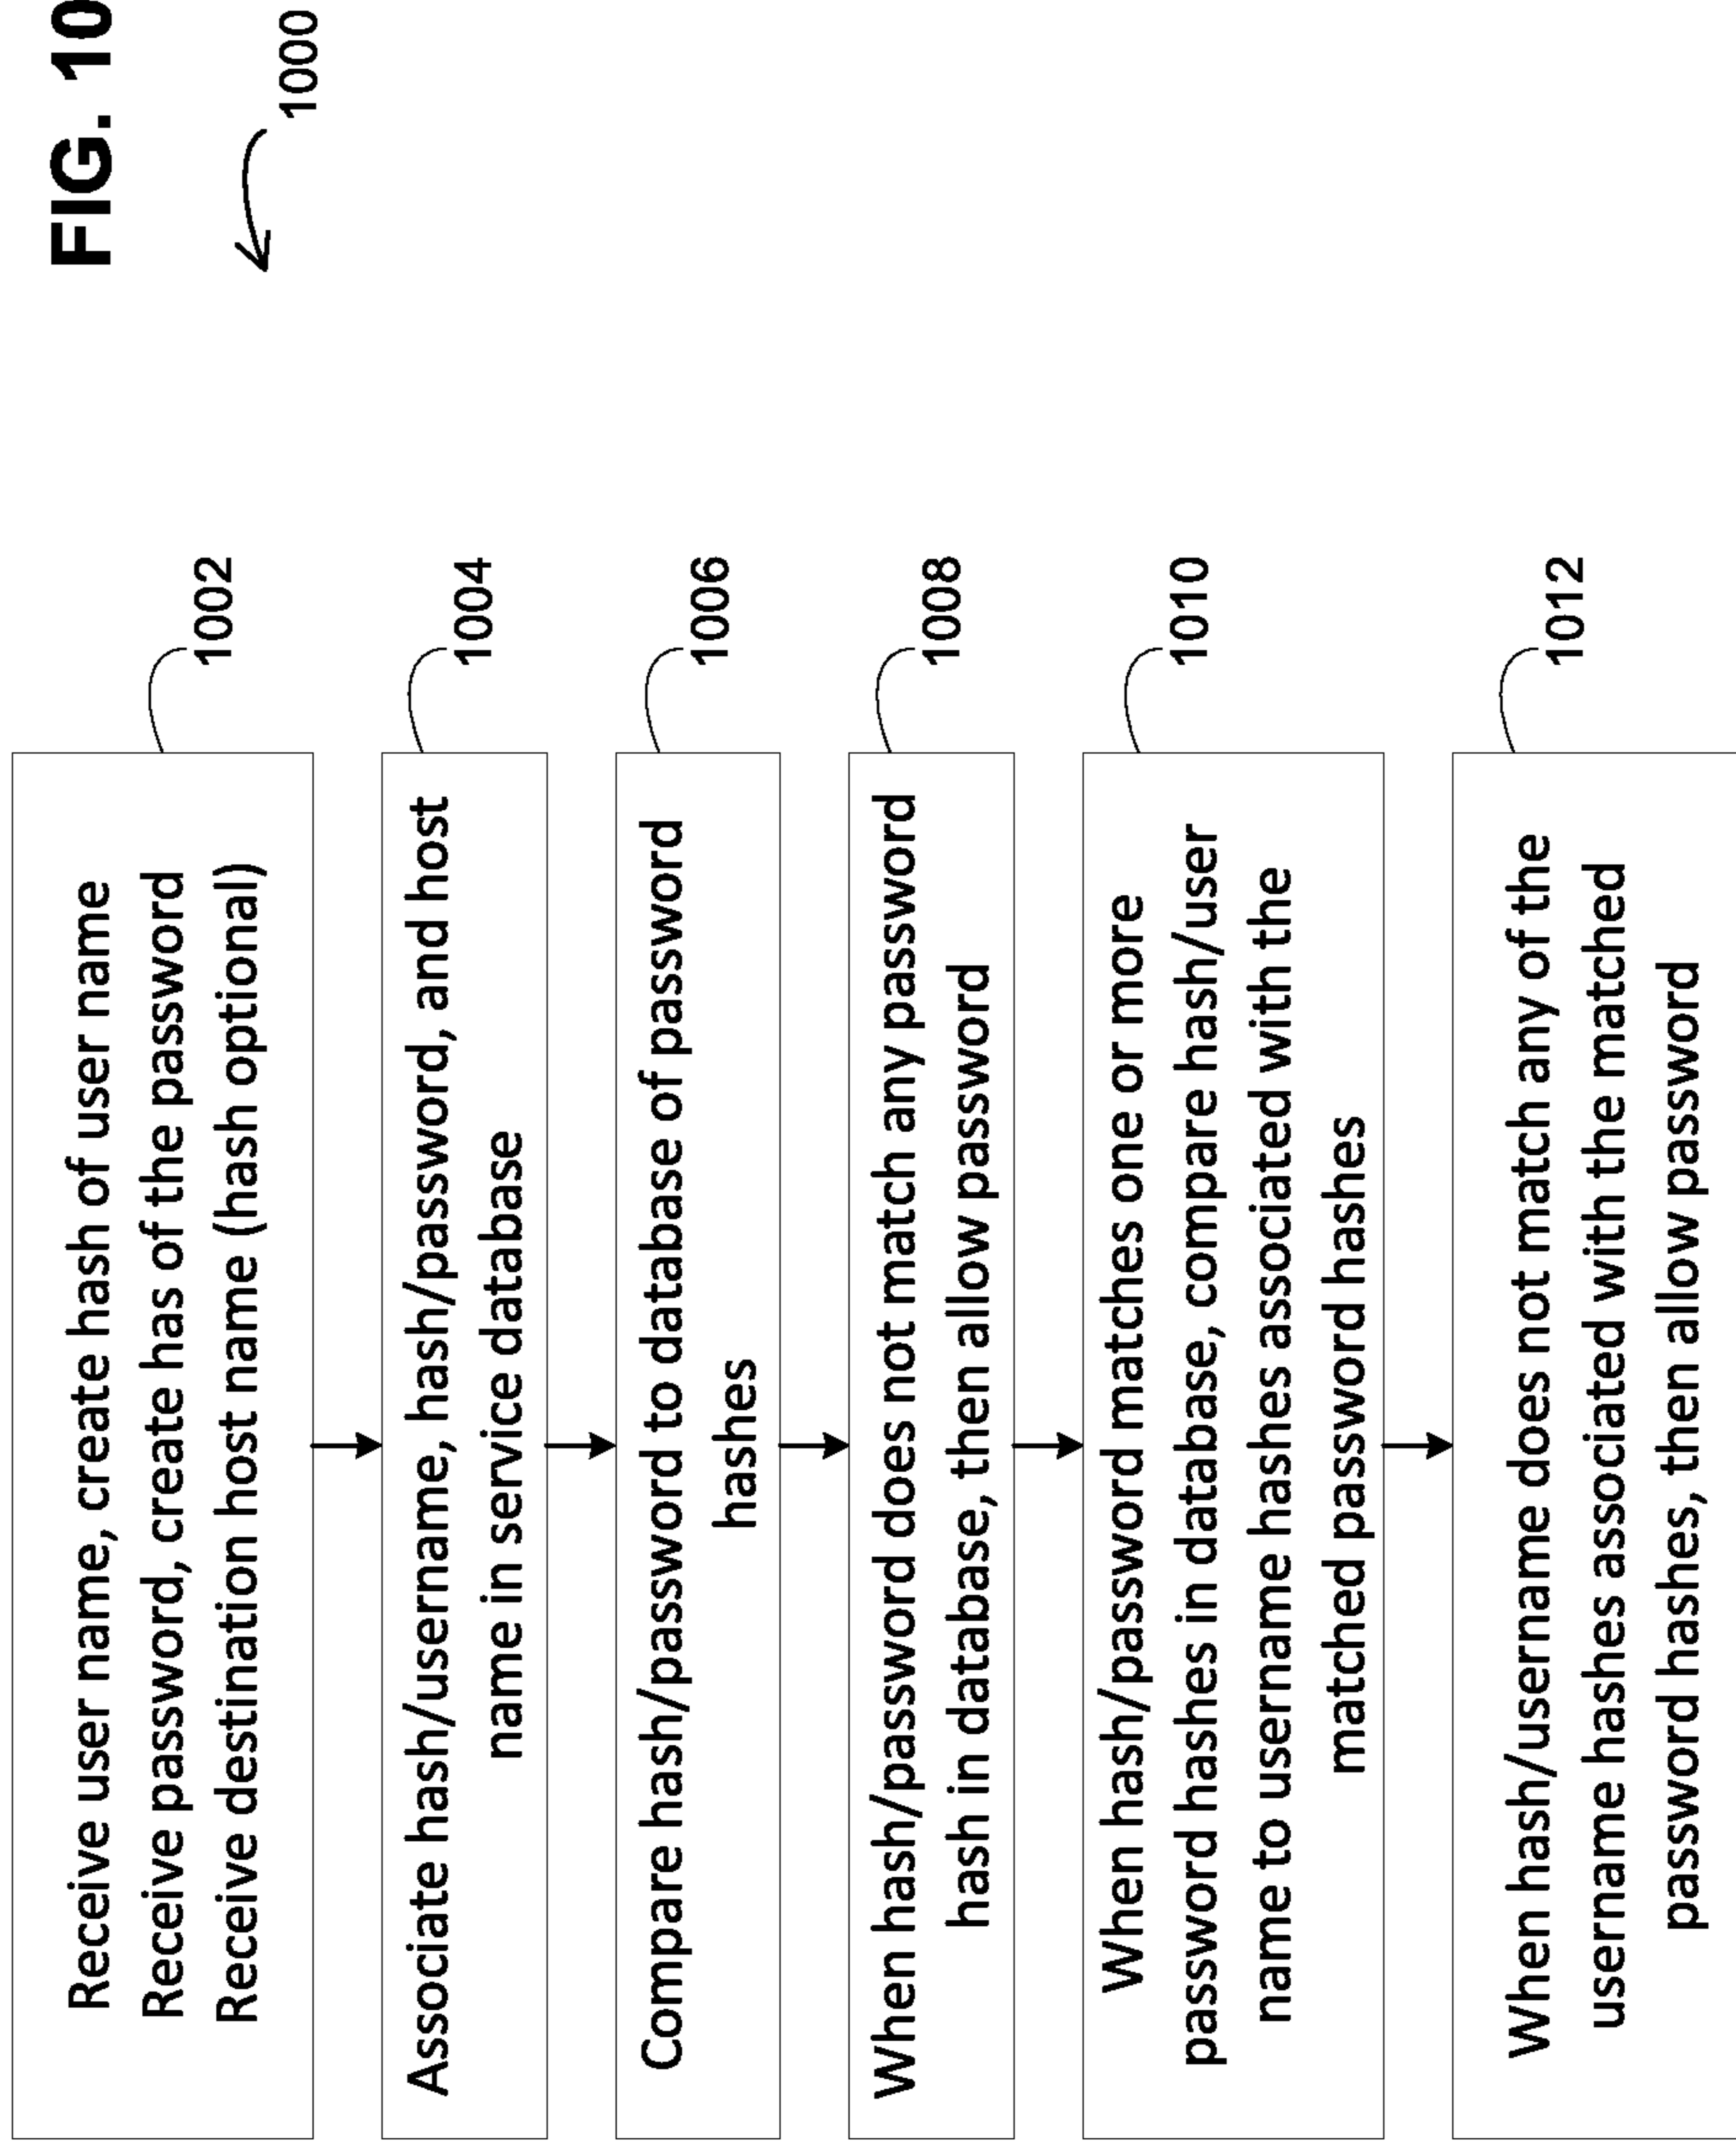 FIG. 10
1000
Receive user name, create hash of user name
Receive password, create has of the password
Receive destination host name (hash optional)
1002
Associate hash/username, hash/password, and host
name in service database
1004
Compare hash/password to database of password
hashes
1006
When hash/password does not match any password
hash in database, then allow password
1008
When hash/password matches one or more
password hashes in database, compare hash/user
name to username hashes associated with the
matched password hashes
1010
When hash/username does not match any of the
username hashes associated with the matched
password hashes, then allow password
1012